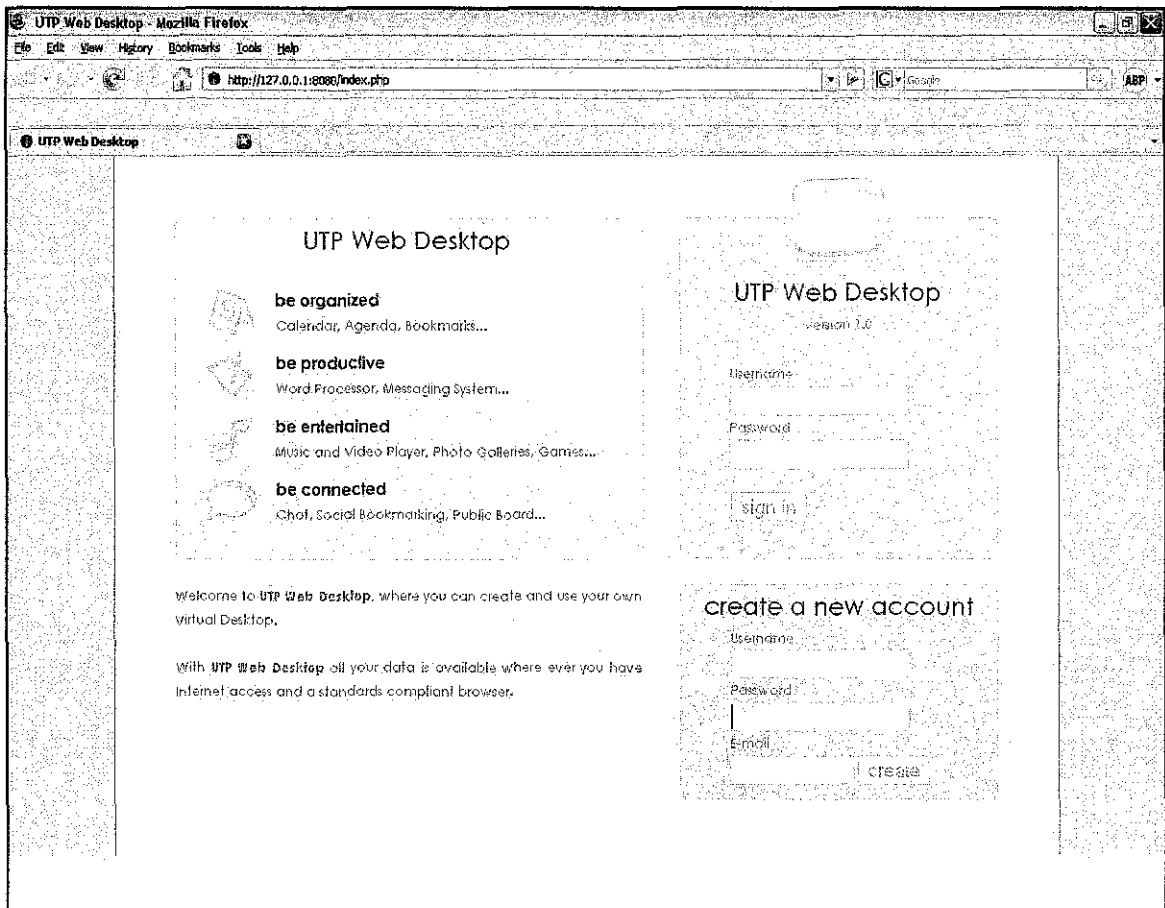 UTP Web Desktop - Mozilla Firefox
File Edit View History Bookmarks Tools Help
http://127.0.0.1:8086/index.php
Google
ABP
UTP Web Desktop
UTP Web Desktop
be organized
Calendar, Agenda, Bookmarks...
be productive
Word Processor, Messaging System...
be entertained
Music and Video Player, Photo Galleries, Games...
be connected
Chat, Social Bookmarking, Public Board...
Welcome to UTP Web Desktop, where you can create and use your own
virtual Desktop.
With UTP Web Desktop all your data is available where ever you have
internet access and a standards compliant browser.
UTP Web Desktop
version
Username
Password
sign in
create a new account
Username
Password
E-mail
create